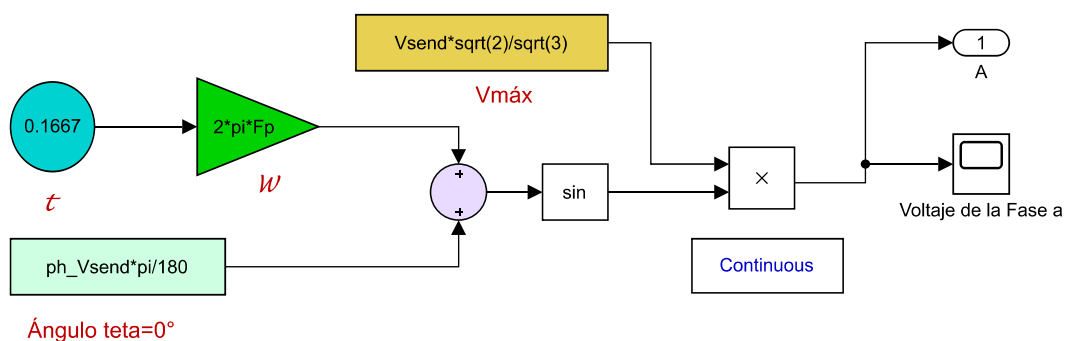 Vsend*sqrt(2)/sqrt(3)
1
A
Vmáx
0.1667
2*pi*Fp
t
w
+
+
sin
×
Voltaje de la Fase a
ph_Vsend*pi/180
Continuous
Ángulo teta=0°